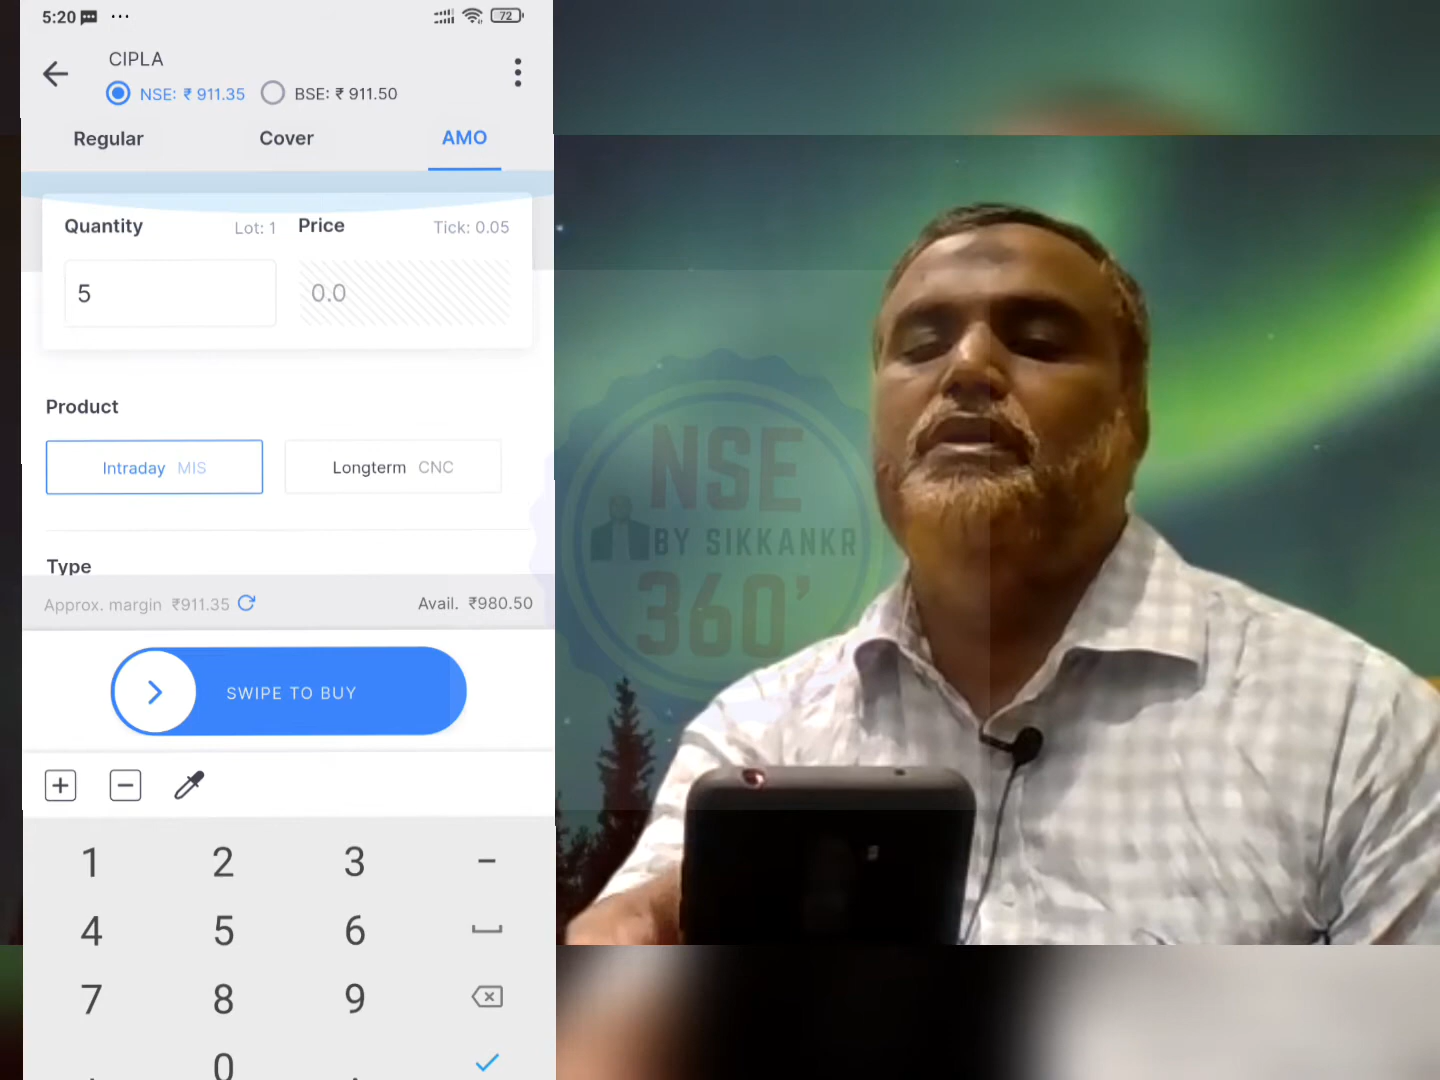 5:20 ...
72
CIPLA
NSE: ₹ 911.35 BSE: ₹ 911.50
Regular Cover AMO
Quantity Lot: 1 Price Tick: 0.05
5 0.0
Product
Intraday MIS Longterm CNC
Type
Approx. margin ₹911.35 Avail. ₹980.50
SWIPE TO BUY
+ −
1 2 3 −
4 5 6
7 8 9
0 .
NSE
BY SIKKANKR
360'